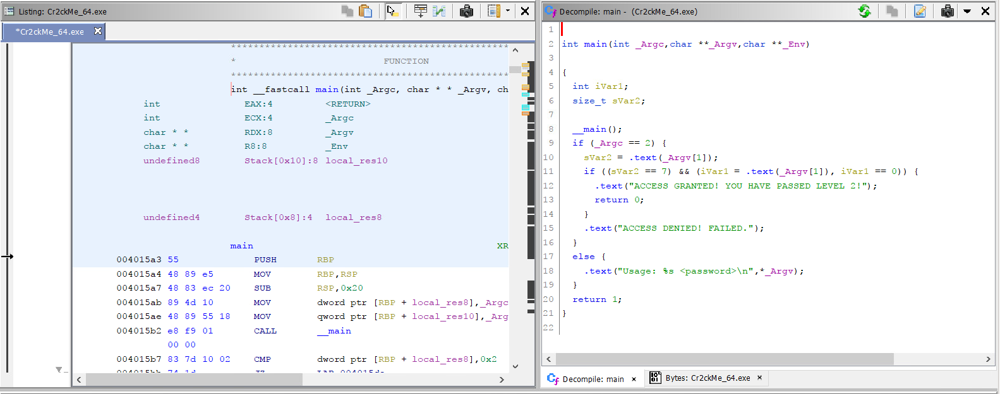 Listing: Cr2ckMe_64.exe
*Cr2ckMe_64.exe
* FUNCTION
int __fastcall main(int _Argc, char * * _Argv, ch
int EAX:4 <RETURN>
int ECX:4 _Argc
char * * RDX:8 _Argv
char * * R8:8 _Env
undefined8 Stack[0x10]:8 local_res10
undefined4 Stack[0x8]:4 local_res8
main XR
004015a3 55 PUSH RBP
004015a4 48 89 e5 MOV RBP,RSP
004015a7 48 83 ec 20 SUB RSP,0x20
004015ab 89 4d 10 MOV dword ptr [RBP + local_res8],_Argc
004015ae 48 89 55 18 MOV qword ptr [RBP + local_res10],_Arg
004015b2 e8 f9 01 CALL __main
00 00
004015b7 83 7d 10 02 CMP dword ptr [RBP + local_res8],0x2
Decompile: main - (Cr2ckMe_64.exe)
1
2 int main(int _Argc,char **_Argv,char **_Env)
3
4 {
5 int iVar1;
6 size_t sVar2;
7
8 __main();
9 if (_Argc == 2) {
10 sVar2 = .text(_Argv[1]);
11 if ((sVar2 == 7) && (iVar1 = .text(_Argv[1]), iVar1 == 0)) {
12 .text("ACCESS GRANTED! YOU HAVE PASSED LEVEL 2!");
13 return 0;
14 }
15 .text("ACCESS DENIED! FAILED.");
16 }
17 else {
18 .text("Usage: %s <password>\n",*_Argv);
19 }
20 return 1;
21 }
22
Decompile: main × Bytes: Cr2ckMe_64.exe ×